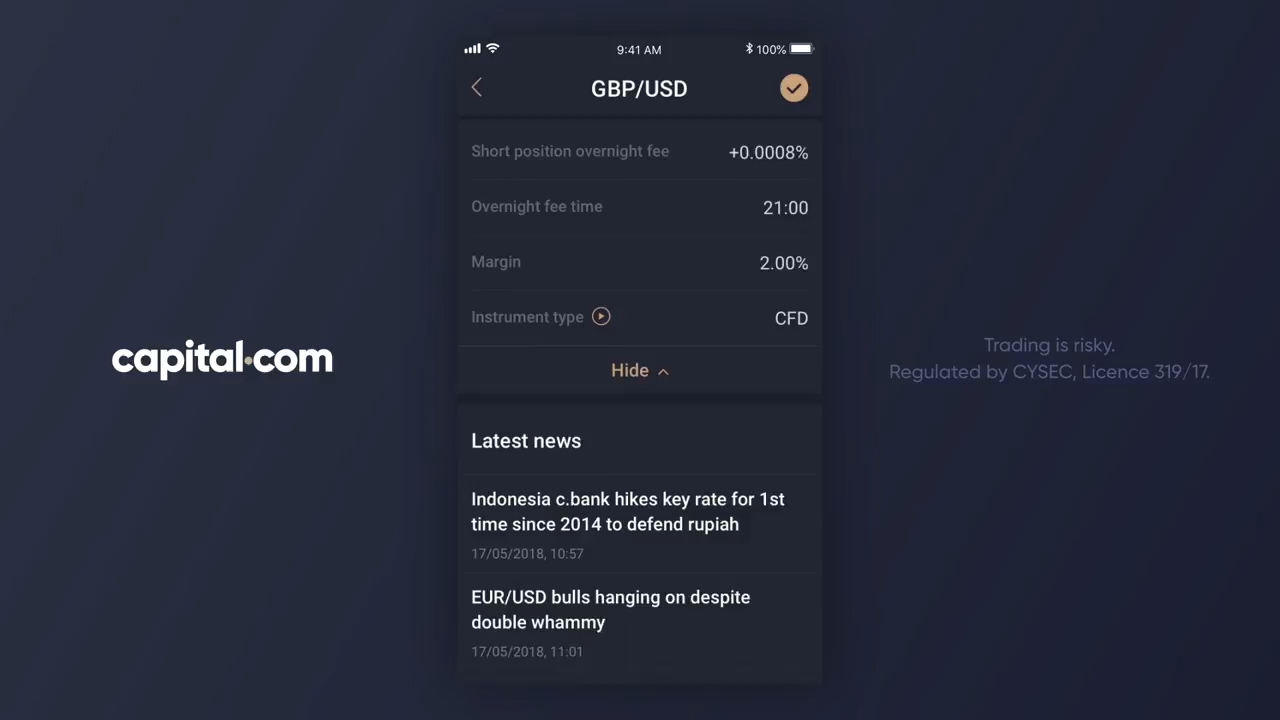 9:41 AM
100%
GBP/USD
Short position overnight fee
+0.0008%
Overnight fee time
21:00
Margin
2.00%
Instrument type
CFD
Hide
capital.com
Trading is risky.
Regulated by CYSEC, Licence 319/17.
Latest news
Indonesia c.bank hikes key rate for 1st
time since 2014 to defend rupiah
17/05/2018, 10:57
EUR/USD bulls hanging on despite
double whammy
17/05/2018, 11:01